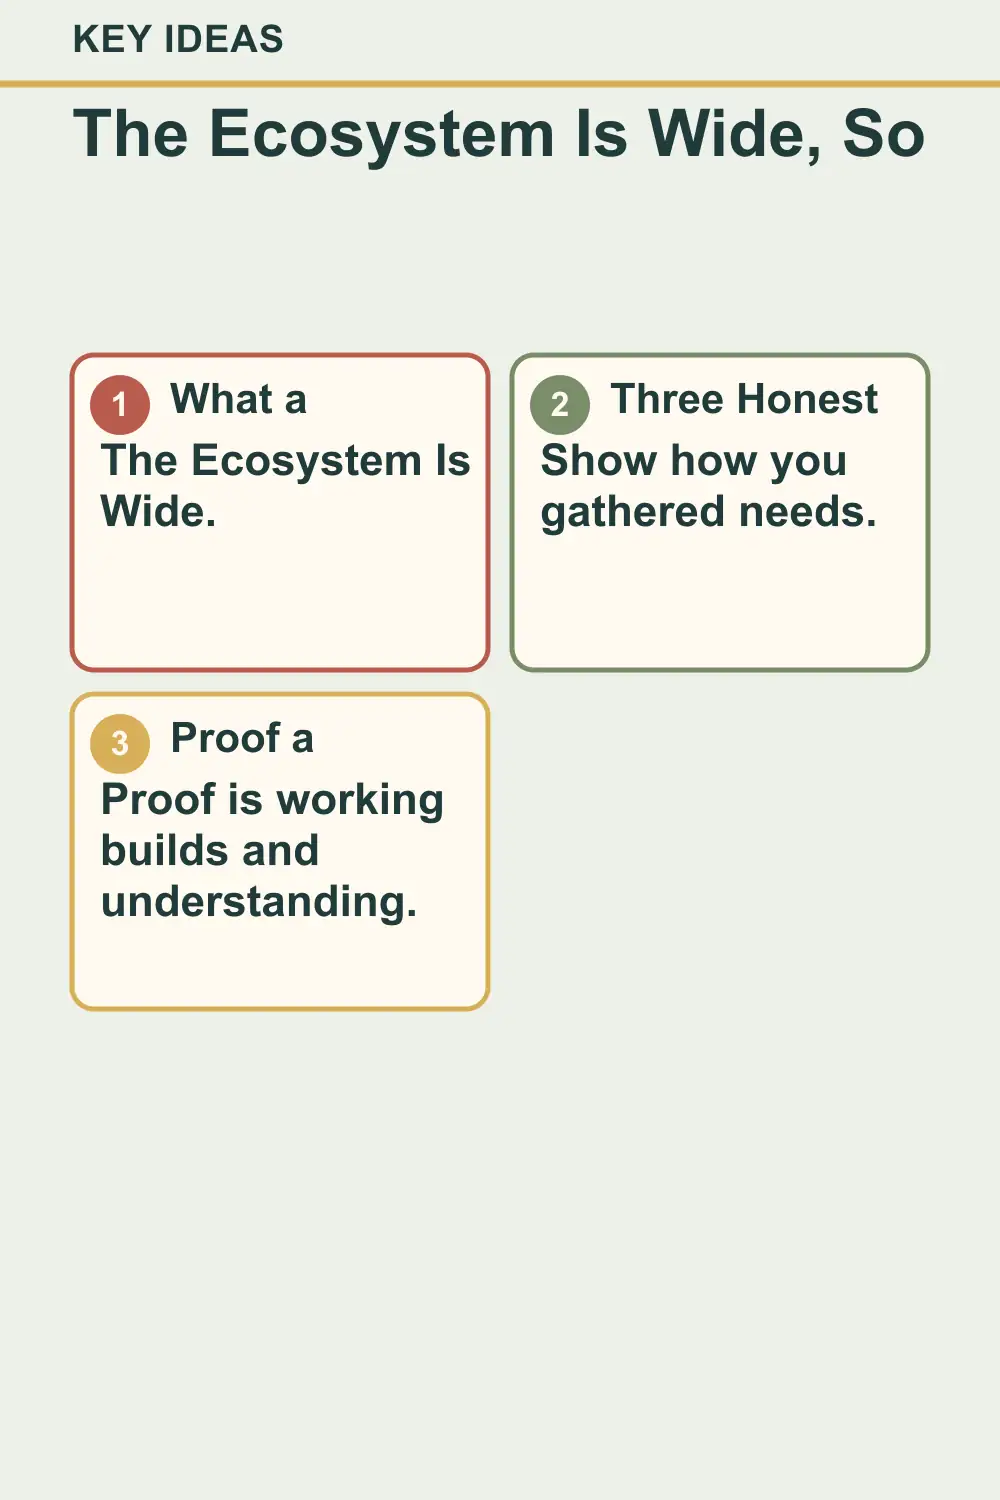 KEY IDEAS
The Ecosystem Is Wide, So
1
What a
The Ecosystem Is
Wide.
2
Three Honest
Show how you
gathered needs.
3
Proof a
Proof is working
builds and
understanding.